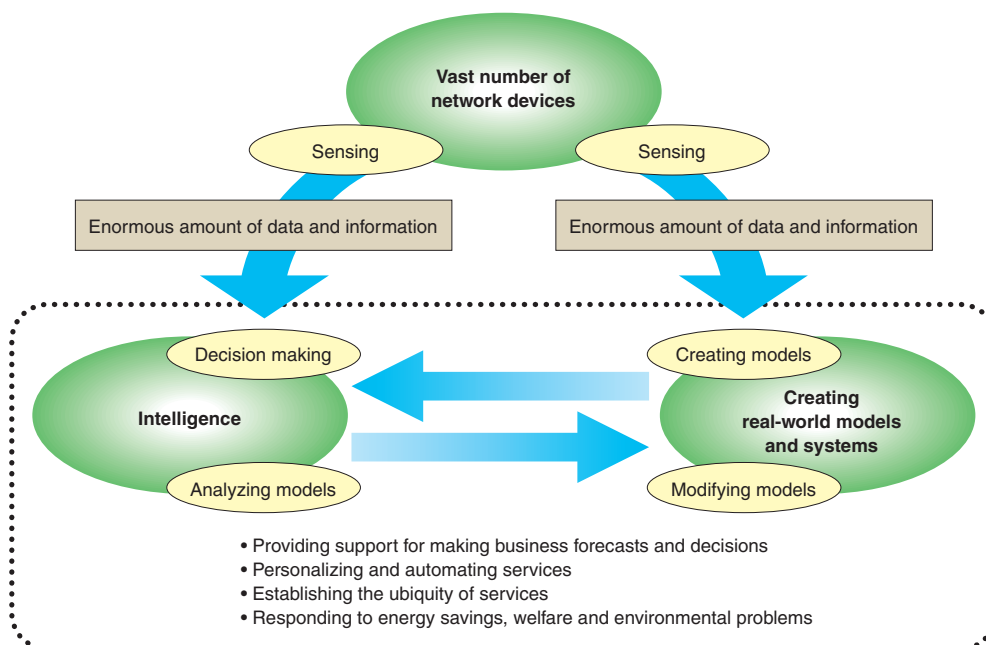 Vast number of
network devices
Sensing
Sensing
Enormous amount of data and information
Enormous amount of data and information
Decision making
Creating models
Intelligence
Creating
real-world models
and systems
Analyzing models
Modifying models
• Providing support for making business forecasts and decisions
• Personalizing and automating services
• Establishing the ubiquity of services
• Responding to energy savings, welfare and environmental problems